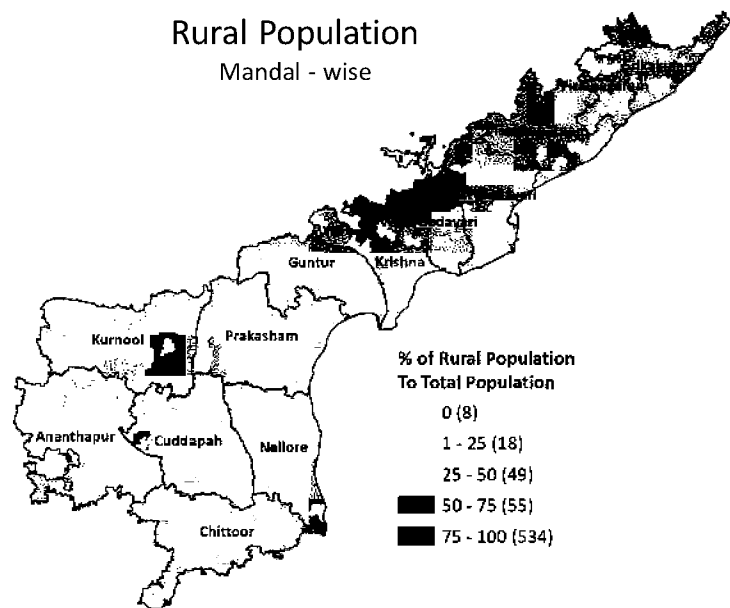 Rural Population
Mandal - wise
Guntur
Krishna
Kurnool
Prakasham
Ananthapur
Cuddapah
Nellore
Chittoor
% of Rural Population
To Total Population
0 (8)
1 - 25 (18)
25 - 50 (49)
50 - 75 (55)
75 - 100 (534)